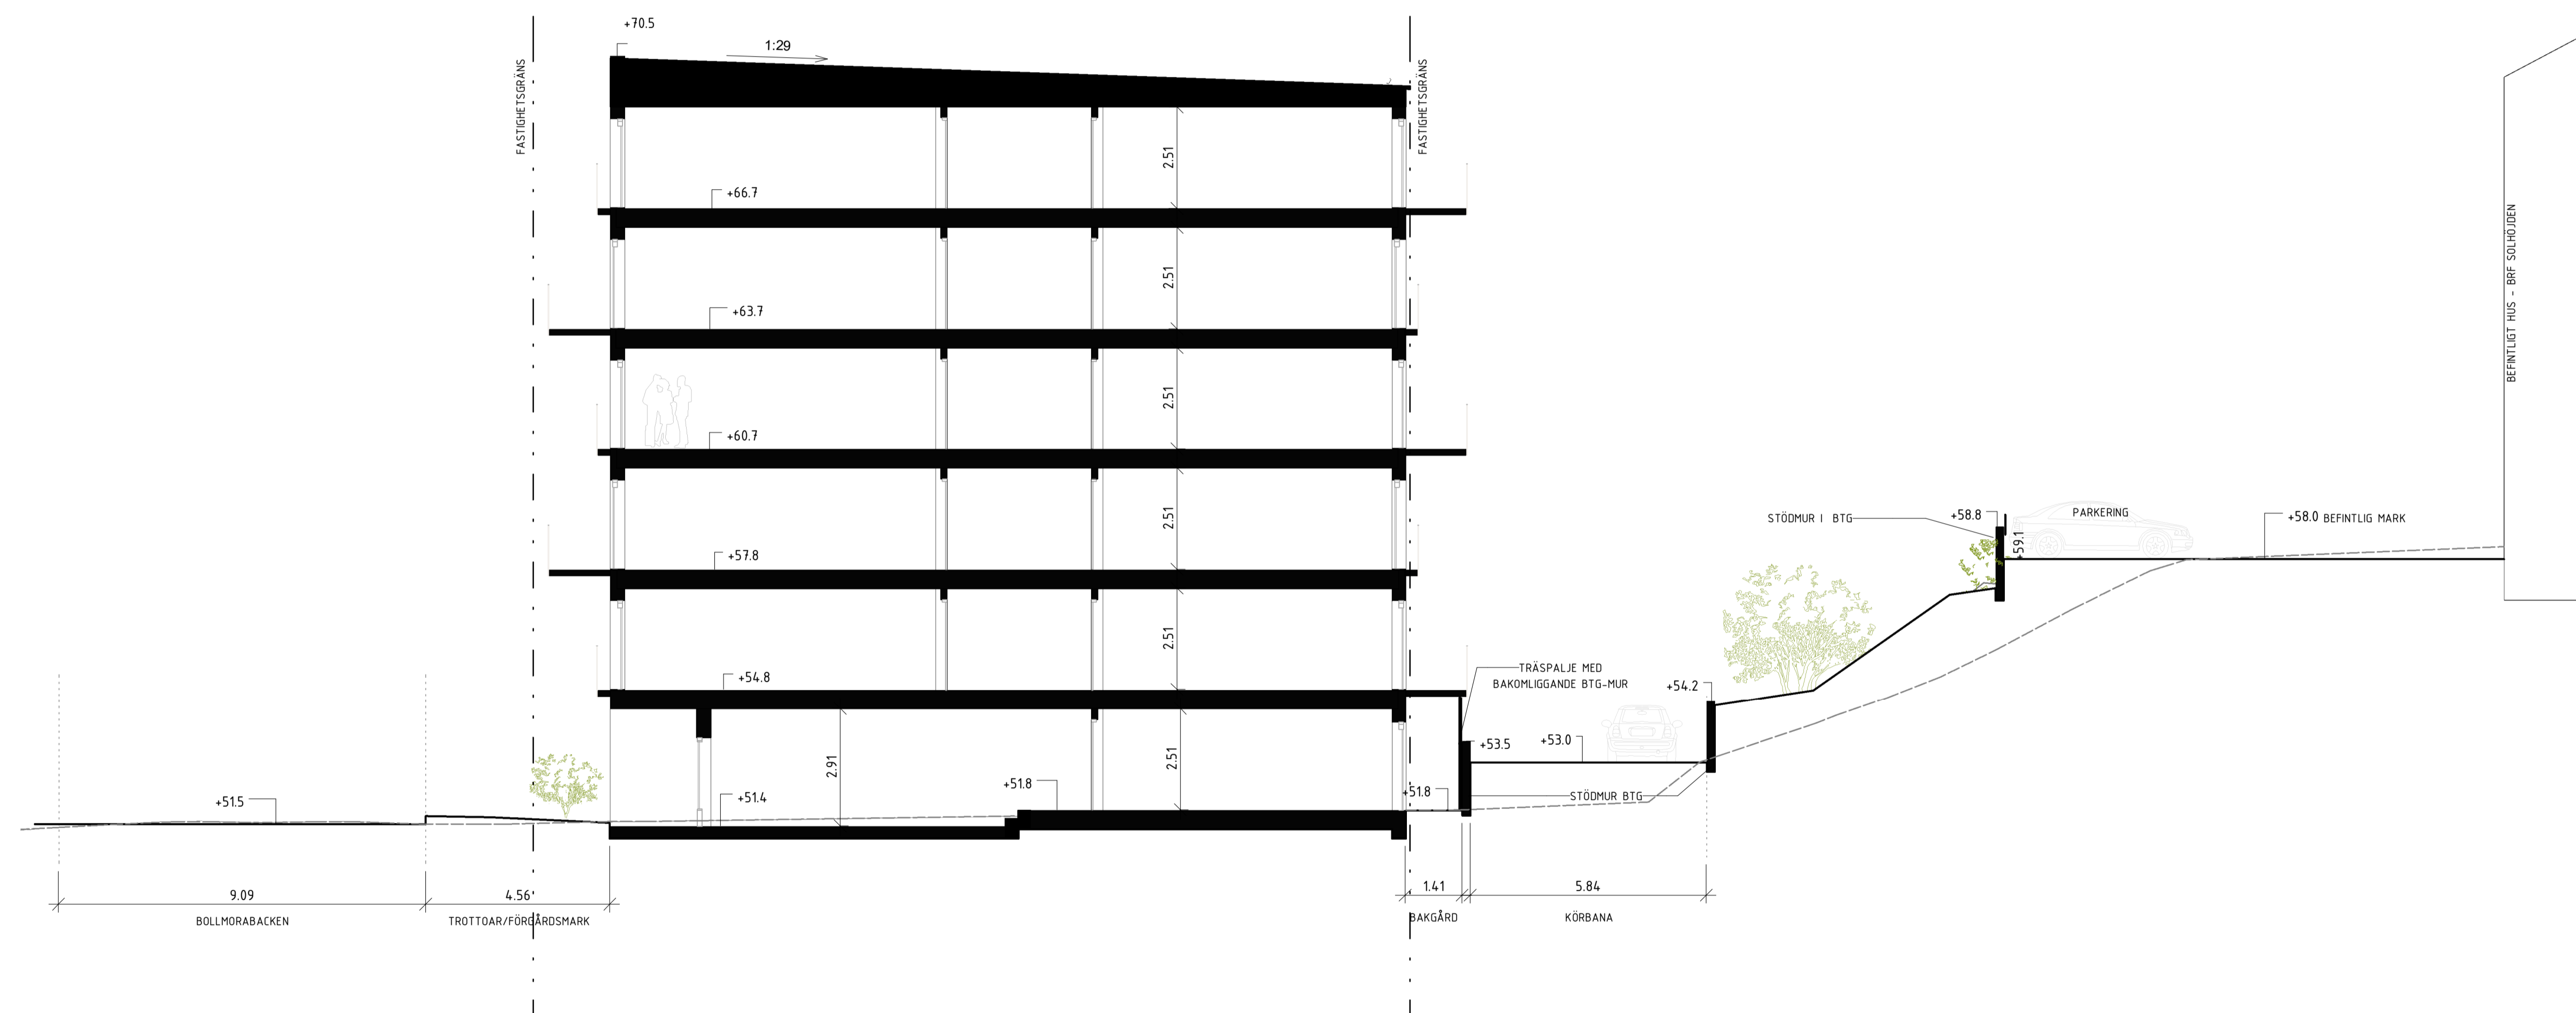 +70.5
1:29
FASTIGHETSGRÄNS
FASTIGHETSGRÄNS
2.51
+66.7
BEFINTLIGT HUS - BRF SOLHÖJDEN
2.51
+63.7
2.51
+60.7
2.51
+57.8
STÖDMUR I BTG
+58.8
+59.1
PARKERING
+58.0 BEFINTLIG MARK
2.51
+54.8
TRÄSPALJE MED
BAKOMLIGGANDE BTG-MUR
+54.2
+53.5
+53.0
2.91
2.51
+51.8
+51.8
STÖDMUR BTG
+51.5
+51.4
9.09
4.56
1.41
5.84
BOLLMORABACKEN
TROTTOAR/FÖRGÅRDSMARK
BAKGÅRD
KÖRBANA